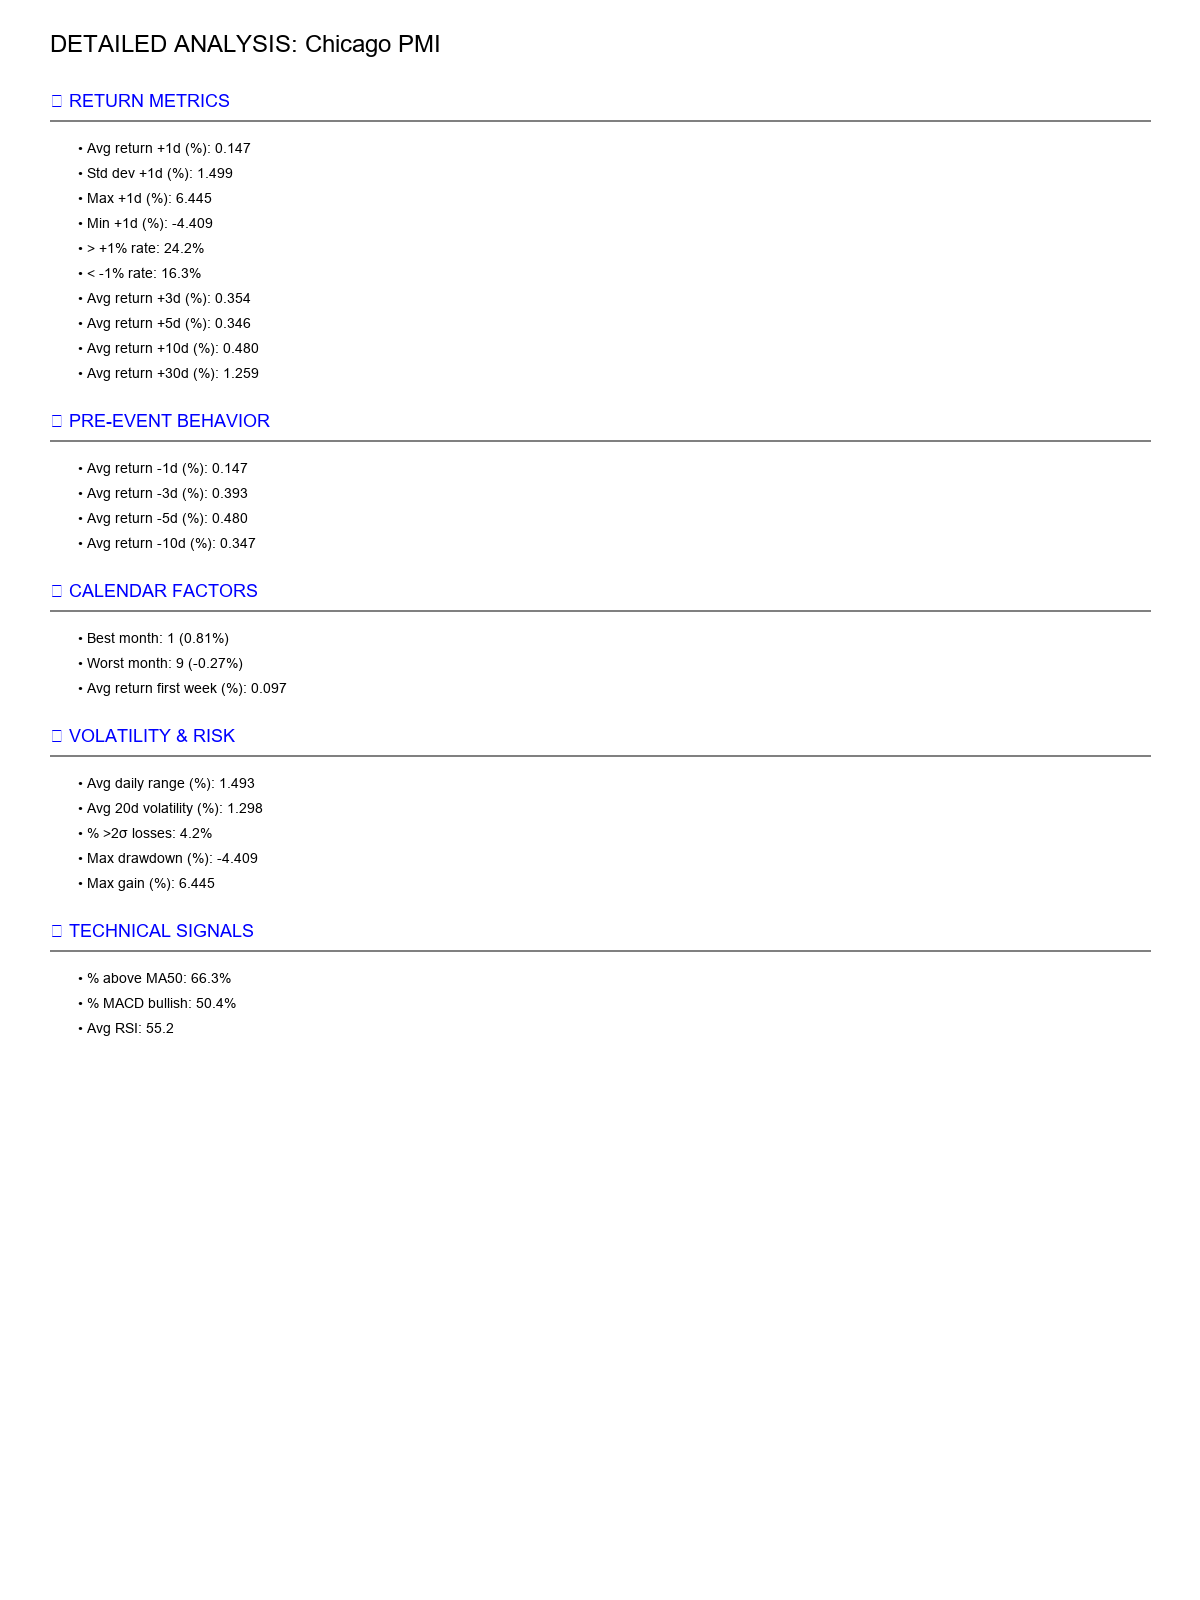 DETAILED ANALYSIS: Chicago PMI
RETURN METRICS
• Avg return +1d (%): 0.147
• Std dev +1d (%): 1.499
• Max +1d (%): 6.445
• Min +1d (%): -4.409
• > +1% rate: 24.2%
• < -1% rate: 16.3%
• Avg return +3d (%): 0.354
• Avg return +5d (%): 0.346
• Avg return +10d (%): 0.480
• Avg return +30d (%): 1.259
PRE-EVENT BEHAVIOR
• Avg return -1d (%): 0.147
• Avg return -3d (%): 0.393
• Avg return -5d (%): 0.480
• Avg return -10d (%): 0.347
CALENDAR FACTORS
• Best month: 1 (0.81%)
• Worst month: 9 (-0.27%)
• Avg return first week (%): 0.097
VOLATILITY & RISK
• Avg daily range (%): 1.493
• Avg 20d volatility (%): 1.298
• % >2σ losses: 4.2%
• Max drawdown (%): -4.409
• Max gain (%): 6.445
TECHNICAL SIGNALS
• % above MA50: 66.3%
• % MACD bullish: 50.4%
• Avg RSI: 55.2